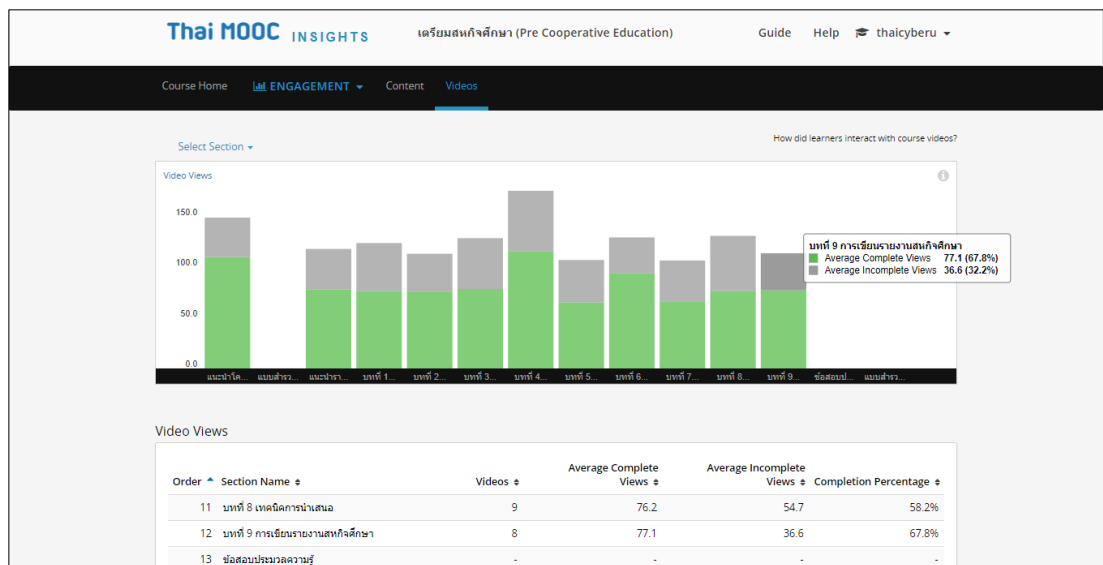 Thai MOOC INSIGHTS เตรียมสหกิจศึกษา (Pre Cooperative Education) Guide Help thaicyberu
Course Home ENGAGEMENT Content Videos
Select Section How did learners interact with course videos?
Video Views
150.0
100.0
50.0
0.0
บทที่ 9 การเขียนรายงานสหกิจศึกษา
Average Complete Views 77.1 (67.8%)
Average Incomplete Views 36.6 (32.2%)
แนะนำโค... แบบสำรว... แนะนำรา... บทที่ 1... บทที่ 2... บทที่ 3... บทที่ 4... บทที่ 5... บทที่ 6... บทที่ 7... บทที่ 8... บทที่ 9... ข้อสอบป... แบบสำรว...
Video Views
Order Section Name Videos Average Complete Views Average Incomplete Views Completion Percentage
11 บทที่ 8 เทคนิคการนำเสนอ 9 76.2 54.7 58.2%
12 บทที่ 9 การเขียนรายงานสหกิจศึกษา 8 77.1 36.6 67.8%
13 ข้อสอบประมวลความรู้ - - - -